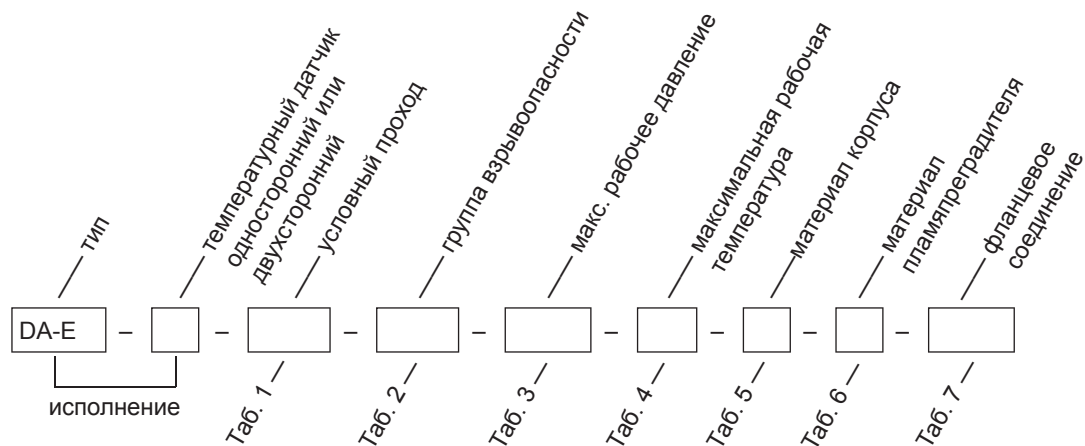 тип
температурный датчик
односторонний или
двухсторонний
условный проход
группа взрывоопасности
макс. рабочее давление
максимальная рабочая
температура
материал корпуса
материал
пламяпреградителя
фланцевое
соединение
DA-E – – – – – – – –
исполнение
Таб. 1
Таб. 2
Таб. 3
Таб. 4
Таб. 5
Таб. 6
Таб. 7